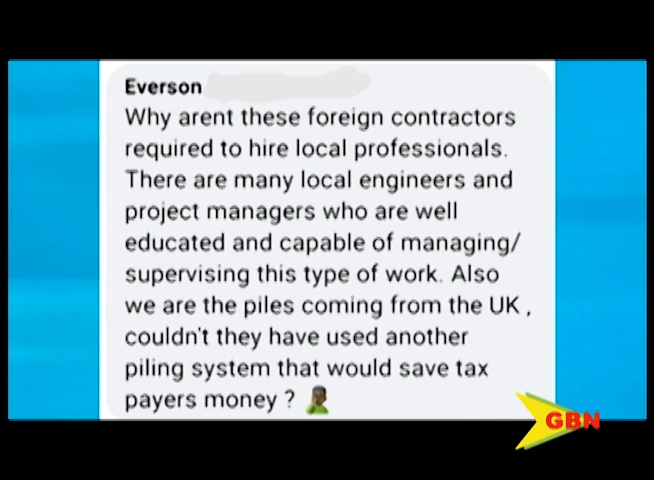 Everson
Why arent these foreign contractors
required to hire local professionals.
There are many local engineers and
project managers who are well
educated and capable of managing/
supervising this type of work. Also
we are the piles coming from the UK ,
couldn't they have used another
piling system that would save tax
payers money ? 🤦🏿‍♂️
GBN